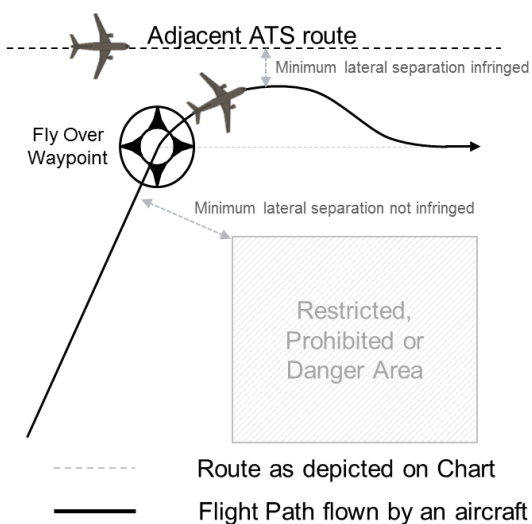 Adjacent ATS route
Minimum lateral separation infringed
Fly Over
Waypoint
Minimum lateral separation not infringed
Restricted,
Prohibited or
Danger Area
Route as depicted on Chart
Flight Path flown by an aircraft